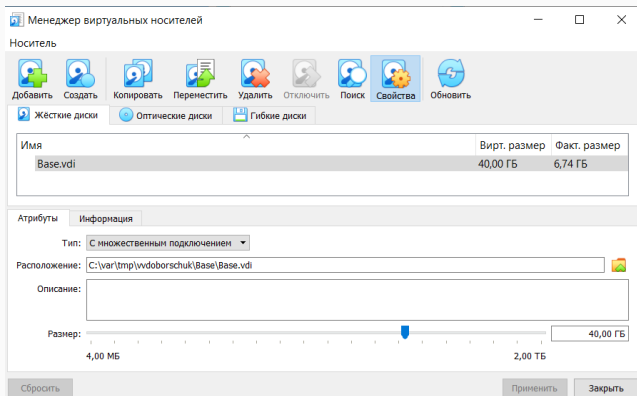 Менеджер виртуальных носителей
Носитель
Добавить Создать Копировать Переместить Удалить Отключить Поиск Свойства Обновить
Жёсткие диски Оптические диски Гибкие диски
Имя Вирт. размер Факт. размер
Base.vdi 40,00 ГБ 6,74 ГБ
Атрибуты Информация
Тип: С множественным подключением
Расположение: C:\var\tmp\vvdoborschuk\Base\Base.vdi
Описание:
Размер: 40,00 ГБ
4,00 МБ 2,00 ТБ
Сбросить Применить Закрыть